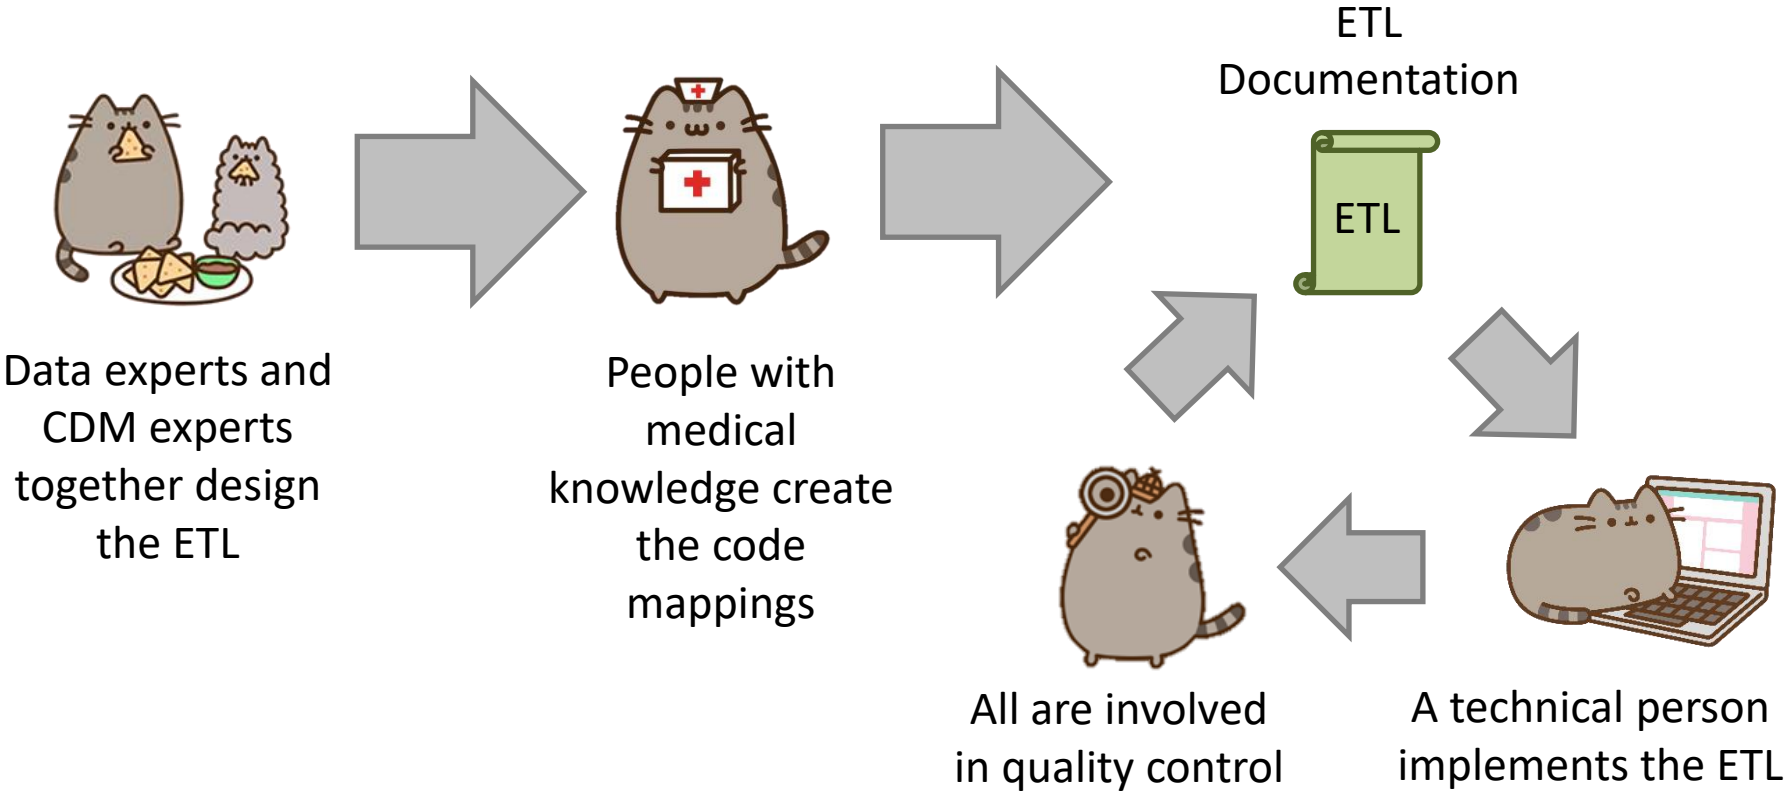 Data experts and
CDM experts
together design
the ETL
People with
medical
knowledge create
the code
mappings
ETL
Documentation
ETL
A technical person
implements the ETL
All are involved
in quality control